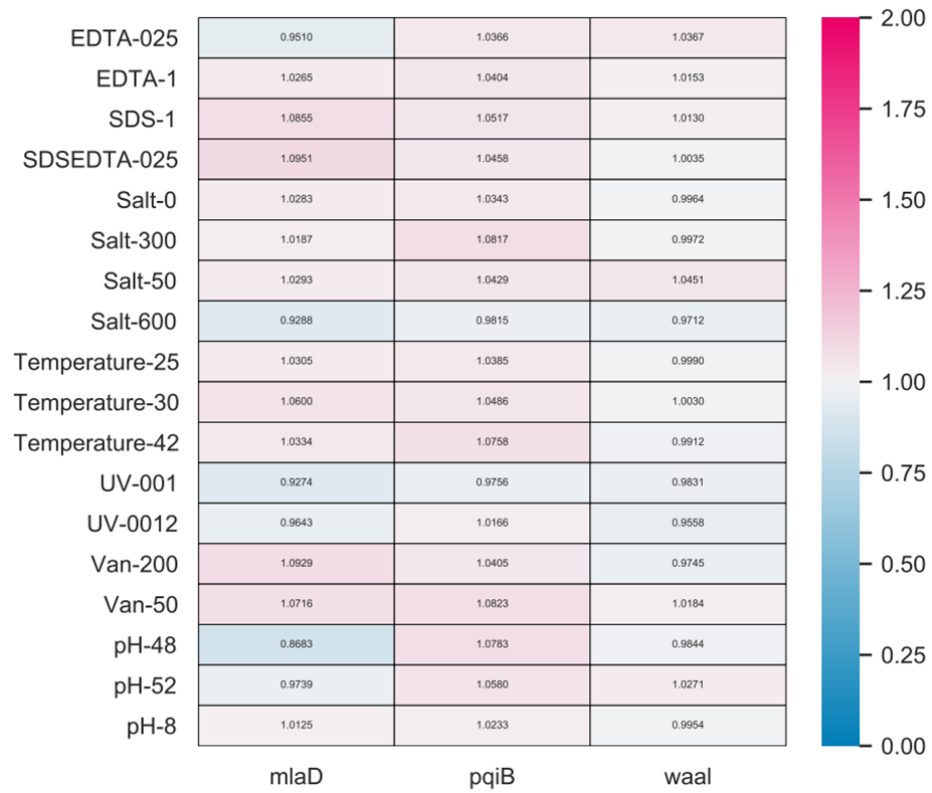 EDTA-025 0.9510 1.0366 1.0367
EDTA-1 1.0265 1.0404 1.0153
SDS-1 1.0855 1.0517 1.0130
SDSEDTA-025 1.0951 1.0458 1.0035
Salt-0 1.0283 1.0343 0.9964
Salt-300 1.0187 1.0817 0.9972
Salt-50 1.0293 1.0429 1.0451
Salt-600 0.9288 0.9815 0.9712
Temperature-25 1.0305 1.0385 0.9990
Temperature-30 1.0600 1.0486 1.0030
Temperature-42 1.0334 1.0758 0.9912
UV-001 0.9274 0.9756 0.9831
UV-0012 0.9643 1.0166 0.9558
Van-200 1.0929 1.0405 0.9745
Van-50 1.0716 1.0823 1.0184
pH-48 0.8683 1.0783 0.9844
pH-52 0.9739 1.0580 1.0271
pH-8 1.0125 1.0233 0.9954
mlaD pqiB waal
2.00
1.75
1.50
1.25
1.00
0.75
0.50
0.25
0.00